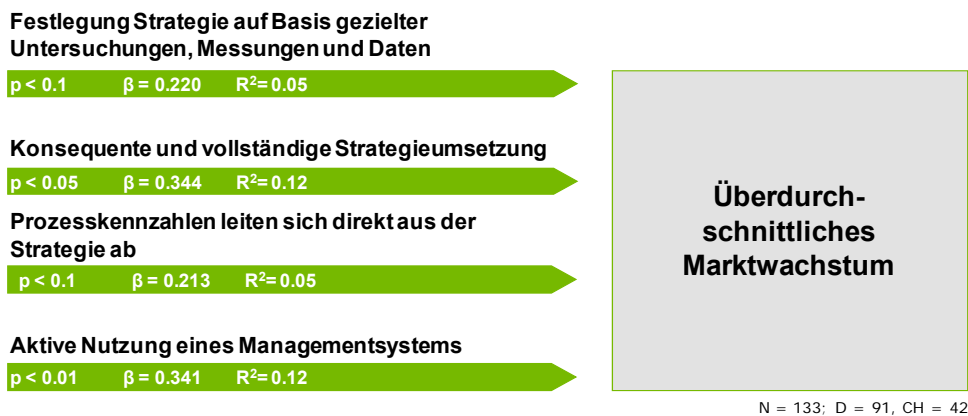 Festlegung Strategie auf Basis gezielter
Untersuchungen, Messungen und Daten
p < 0.1 β = 0.220 R²= 0.05
Konsequente und vollständige Strategieumsetzung
p < 0.05 β = 0.344 R²= 0.12
Prozesskennzahlen leiten sich direkt aus der
Strategie ab
p < 0.1 β = 0.213 R²= 0.05
Aktive Nutzung eines Managementsystems
p < 0.01 β = 0.341 R²= 0.12
Überdurch-
schnittliches
Marktwachstum
N = 133; D = 91, CH = 42